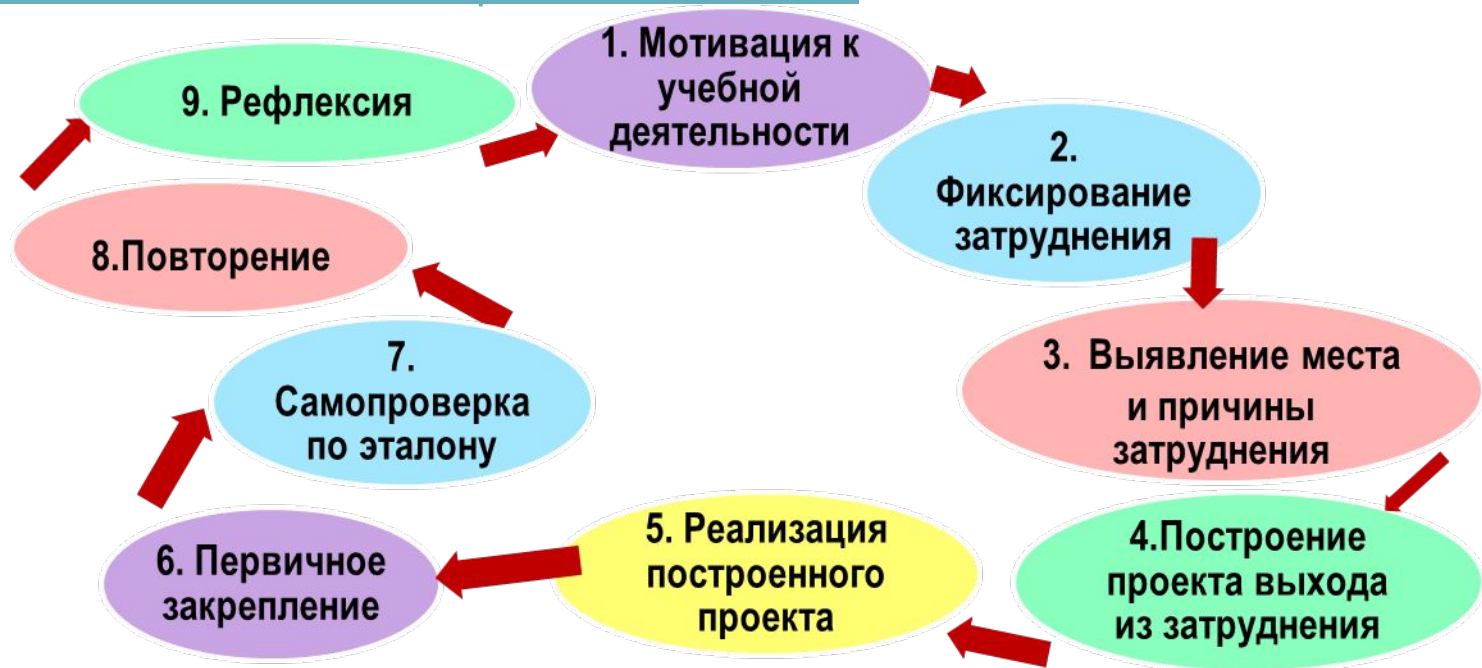 1. Мотивация к
учебной
деятельности
2.
Фиксирование
затруднения
3. Выявление места
и причины
затруднения
4.Построение
проекта выхода
из затруднения
5. Реализация
построенного
проекта
6. Первичное
закрепление
7.
Самопроверка
по эталону
8.Повторение
9. Рефлексия